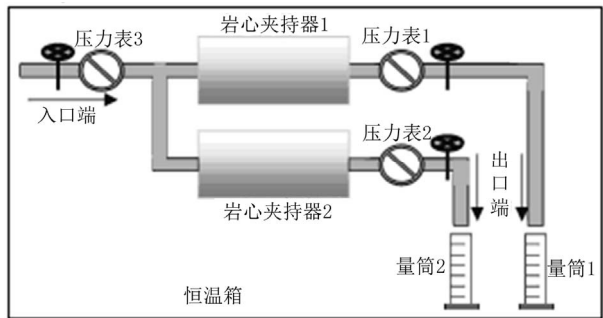 岩心夹持器1
压力表3
压力表1
入口端
压力表2
出口端
岩心夹持器2
量筒2
量筒1
恒温箱